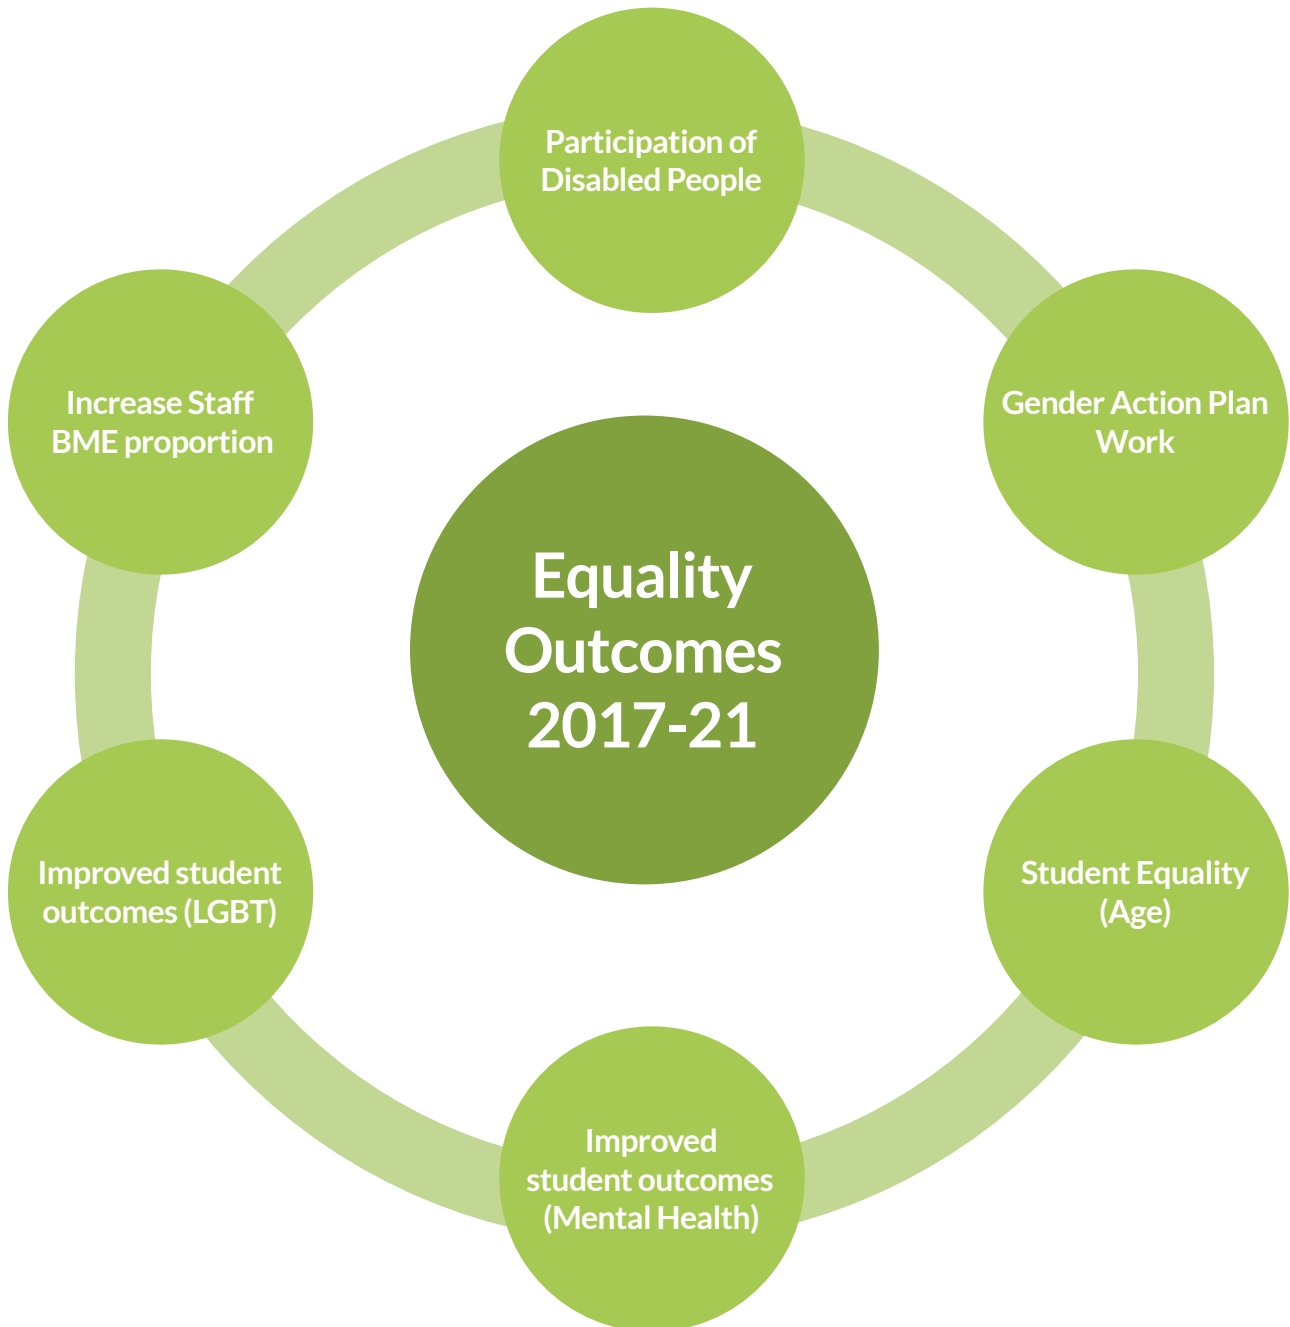 Participation of
Disabled People
Gender Action Plan
Work
Student Equality
(Age)
Improved
student outcomes
(Mental Health)
Improved student
outcomes (LGBT)
Increase Staff
BME proportion
Equality
Outcomes
2017-21